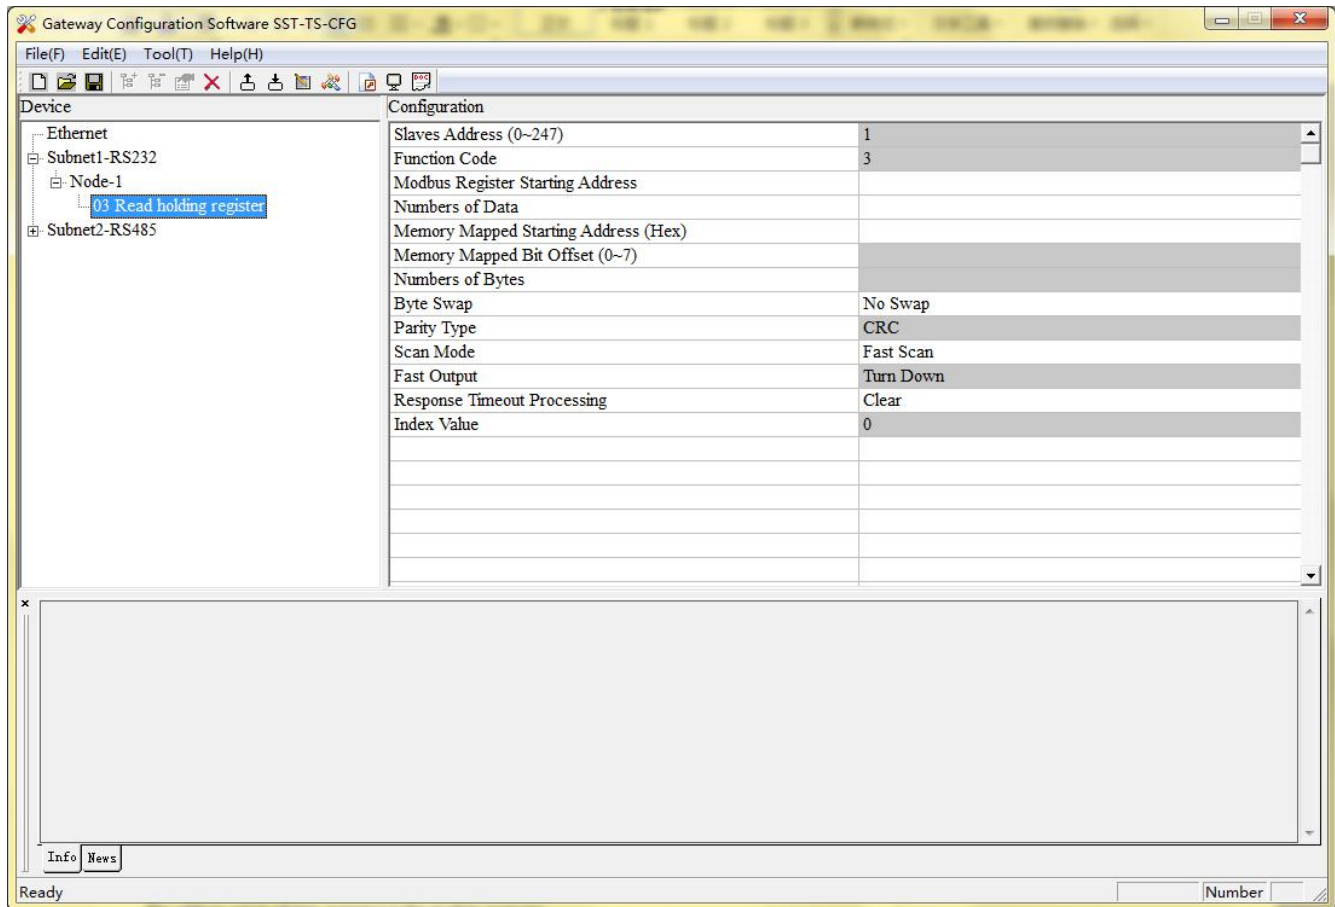 Gateway Configuration Software SST-TS-CFG
File(F) Edit(E) Tool(T) Help(H)
DOC
Device
Configuration
Ethernet
Subnet1-RS232
Node-1
03 Read holding register
Subnet2-RS485
Slaves Address (0~247) 1
Function Code 3
Modbus Register Starting Address
Numbers of Data
Memory Mapped Starting Address (Hex)
Memory Mapped Bit Offset (0~7)
Numbers of Bytes
Byte Swap No Swap
Parity Type CRC
Scan Mode Fast Scan
Fast Output Turn Down
Response Timeout Processing Clear
Index Value 0
Info News
Ready Number